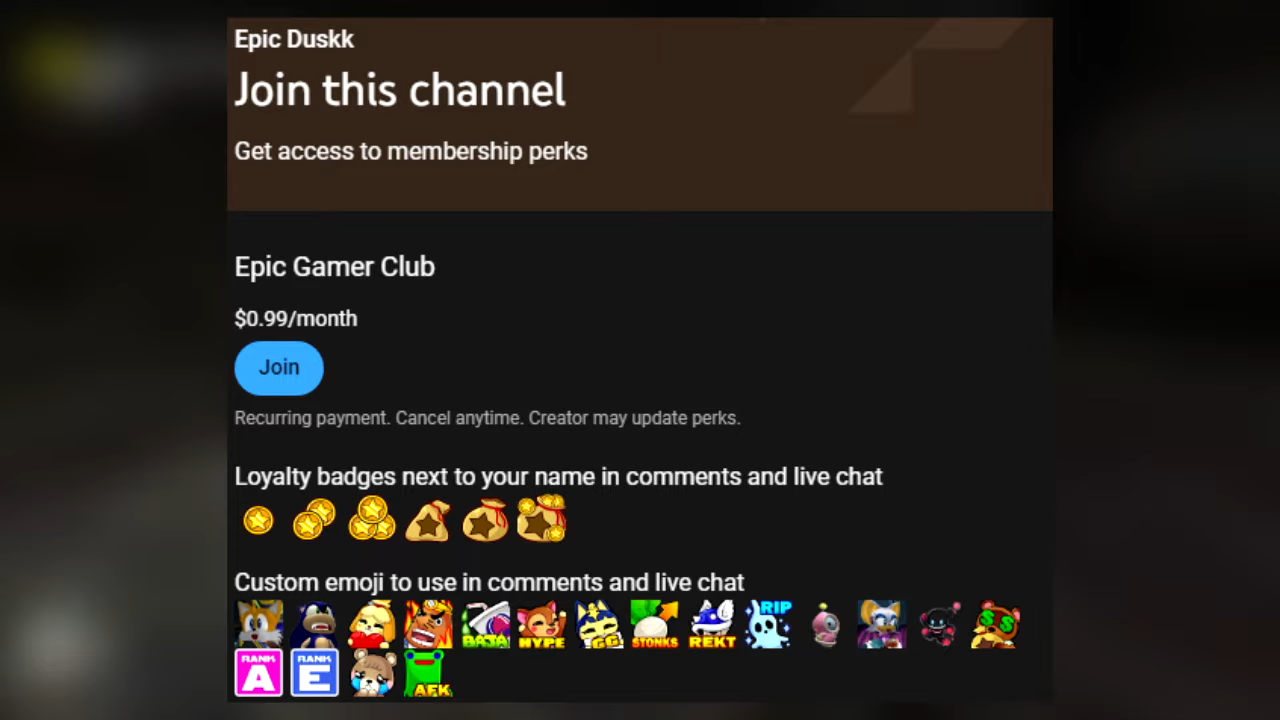 Epic Duskk
Join this channel
Get access to membership perks
Epic Gamer Club
$0.99/month
Join
Recurring payment. Cancel anytime. Creator may update perks.
Loyalty badges next to your name in comments and live chat
Custom emoji to use in comments and live chat
BAJA HYPE GG STONKS REKT RIP
RANK A RANK E AFK